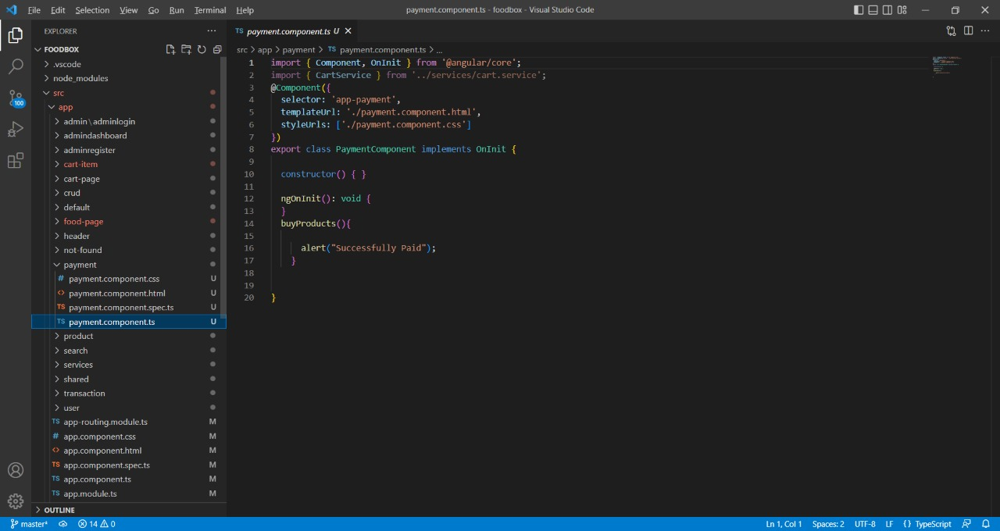 File Edit Selection View Go Run Terminal Help
payment.component.ts - foodbox - Visual Studio Code
EXPLORER
FOODBOX
.vscode
node_modules
src
app
admin\adminlogin
admindashboard
adminregister
cart-item
cart-page
crud
default
food-page
header
not-found
payment
# payment.component.css U
<> payment.component.html U
TS payment.component.spec.ts U
TS payment.component.ts U
product
search
services
shared
transaction
user
TS app-routing.module.ts M
# app.component.css M
<> app.component.html M
TS app.component.spec.ts M
TS app.component.ts M
TS app.module.ts M
OUTLINE
100
TS payment.component.ts U
src > app > payment > TS payment.component.ts > ...
1 import { Component, OnInit } from '@angular/core';
2 import { CartService } from '../services/cart.service';
3 @Component({
4 selector: 'app-payment',
5 templateUrl: './payment.component.html',
6 styleUrls: ['./payment.component.css']
7 })
8 export class PaymentComponent implements OnInit {
9
10 constructor() { }
11
12 ngOnInit(): void {
13 }
14 buyProducts(){
15
16 alert("Successfully Paid");
17 }
18
19
20 }
master* 14 0
Ln 1, Col 1 Spaces: 2 UTF-8 LF {} TypeScript